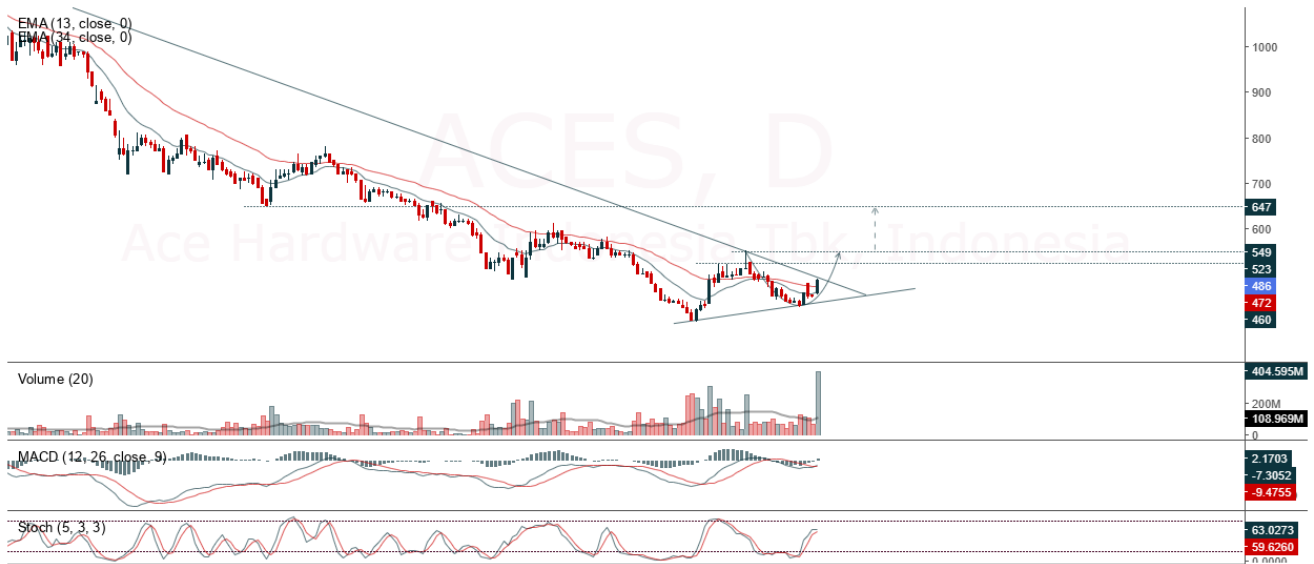 EMA (13, close, 0)
EMA (34, close, 0)
ACES, D
Ace Hardware Indonesia Tbk, Indonesia
1000
900
800
700
647
600
549
523
486
472
460
Volume (20)
404.595M
200M
108.969M
0
MACD (12, 26, close, 9)
2.1703
-7.3052
-9.4755
Stoch (5, 3, 3)
63.0273
59.6260
0.0000